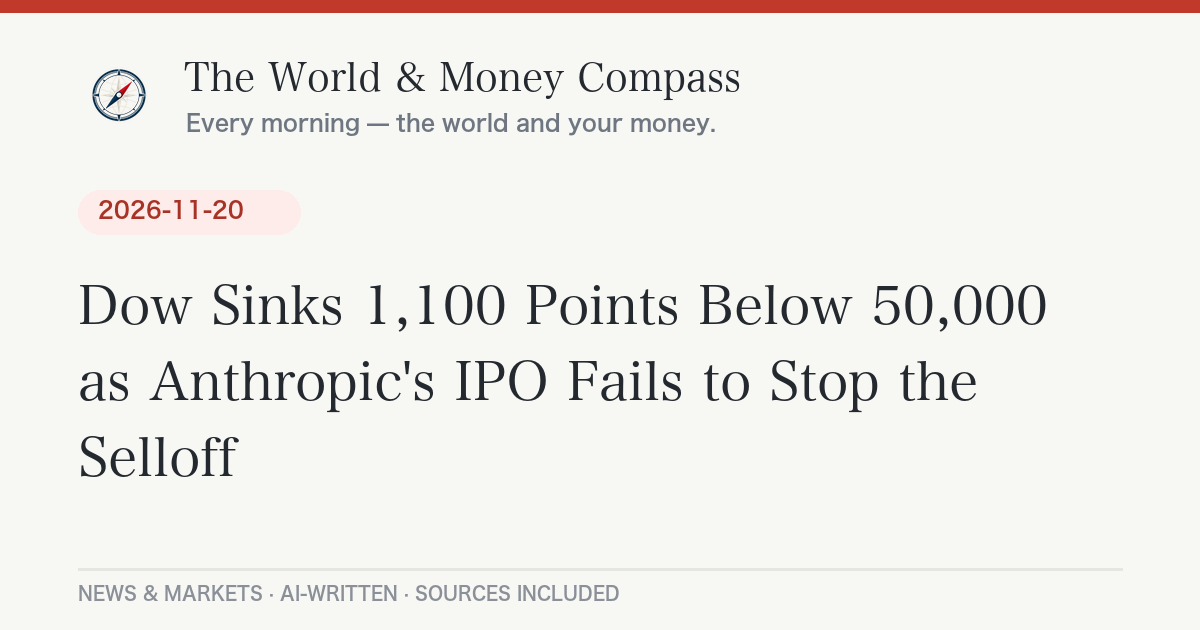 The World & Money Compass
Every morning — the world and your money.
2026-11-20
Dow Sinks 1,100 Points Below 50,000
as Anthropic's IPO Fails to Stop the
Selloff
NEWS & MARKETS · AI-WRITTEN · SOURCES INCLUDED